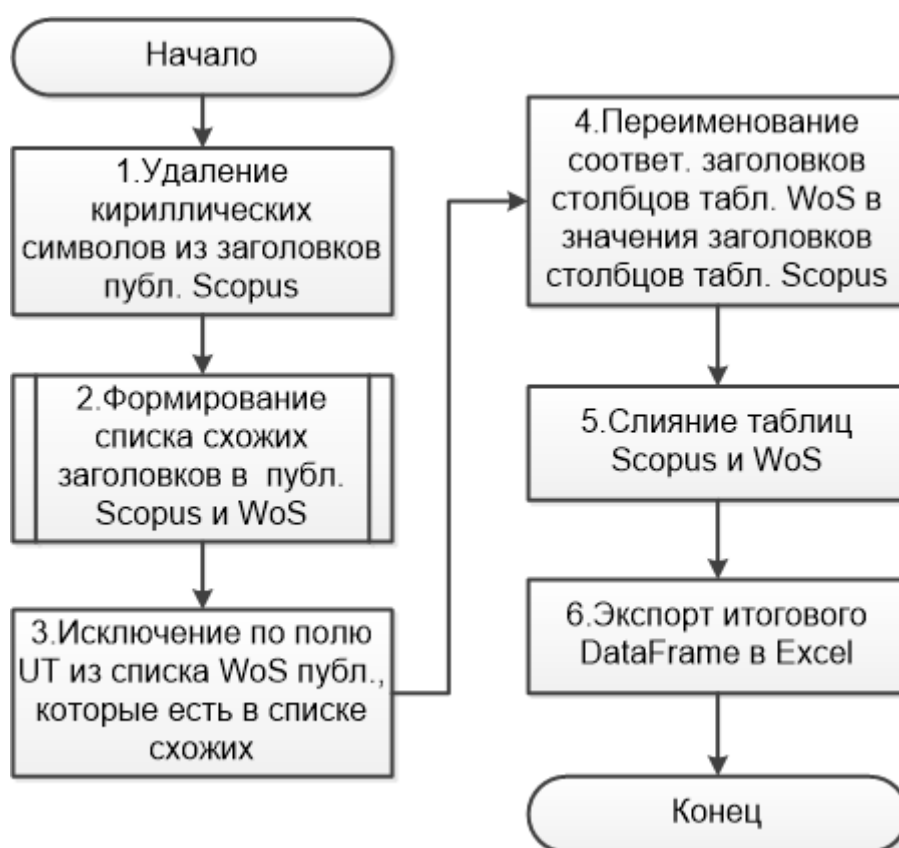 Начало
1.Удаление
кириллических
символов из заголовков
публ. Scopus
2.Формирование
списка схожих
заголовков в публ.
Scopus и WoS
3.Исключение по полю
UT из списка WoS публ.,
которые есть в списке
схожих
4.Переименование
соответ. заголовков
столбцов табл. WoS в
значения заголовков
столбцов табл. Scopus
5.Слияние таблиц
Scopus и WoS
6.Экспорт итогового
DataFrame в Excel
Конец